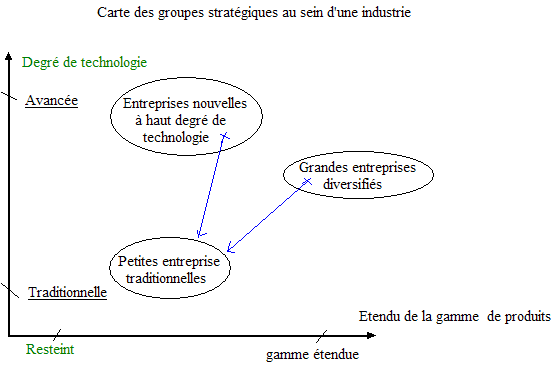 Carte des groupes stratégiques au sein d'une industrie
Degré de technologie
Avancée
Entreprises nouvelles
à haut degré de
technologie
Grandes entreprises
diversifiés
Petites entreprise
traditionnelles
Traditionnelle
Etendu de la gamme de produits
Resteint
gamme étendue